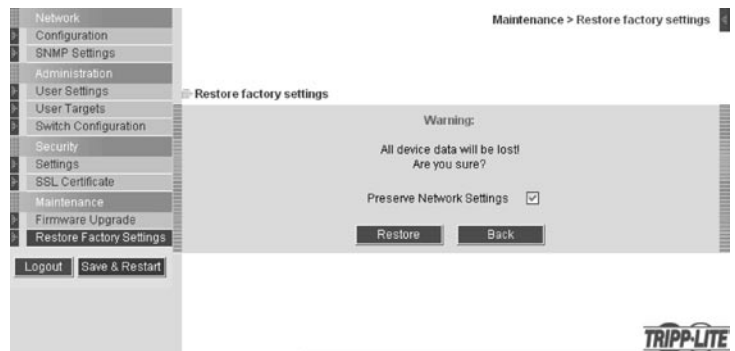 Network
Configuration
SNMP Settings
Administration
User Settings
User Targets
Switch Configuration
Security
Settings
SSL Certificate
Maintenance
Firmware Upgrade
Restore Factory Settings
Logout Save & Restart
Maintenance > Restore factory settings
Restore factory settings
Warning:
All device data will be lost!
Are you sure?
Preserve Network Settings
Restore Back
TRIPP-LITE